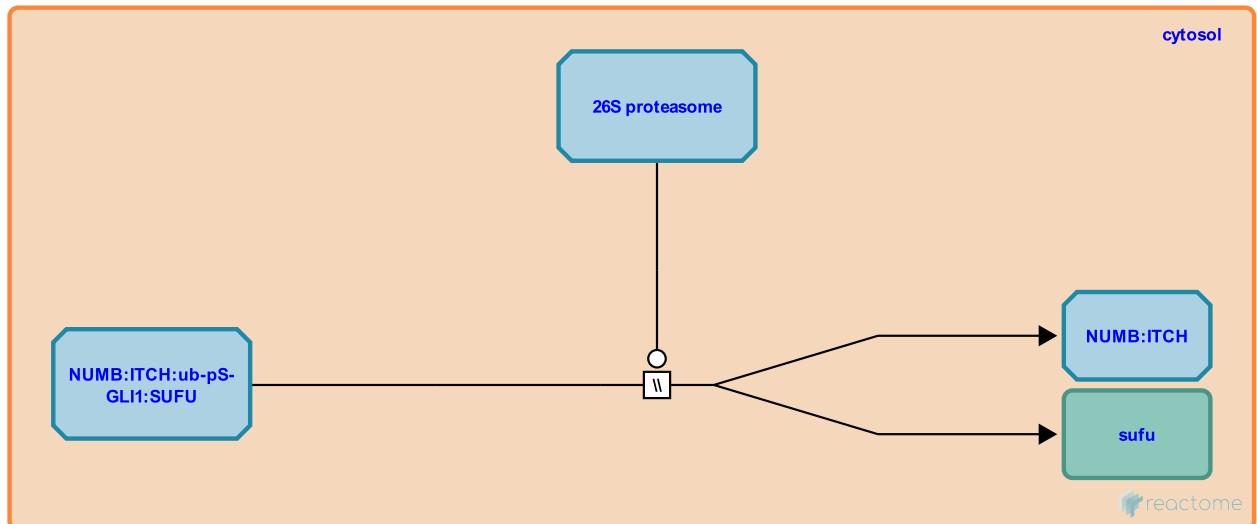 cytosol
26S proteasome
NUMB:ITCH:ub-pS-
GLI1:SUFU
\\
NUMB:ITCH
sufu
reactome